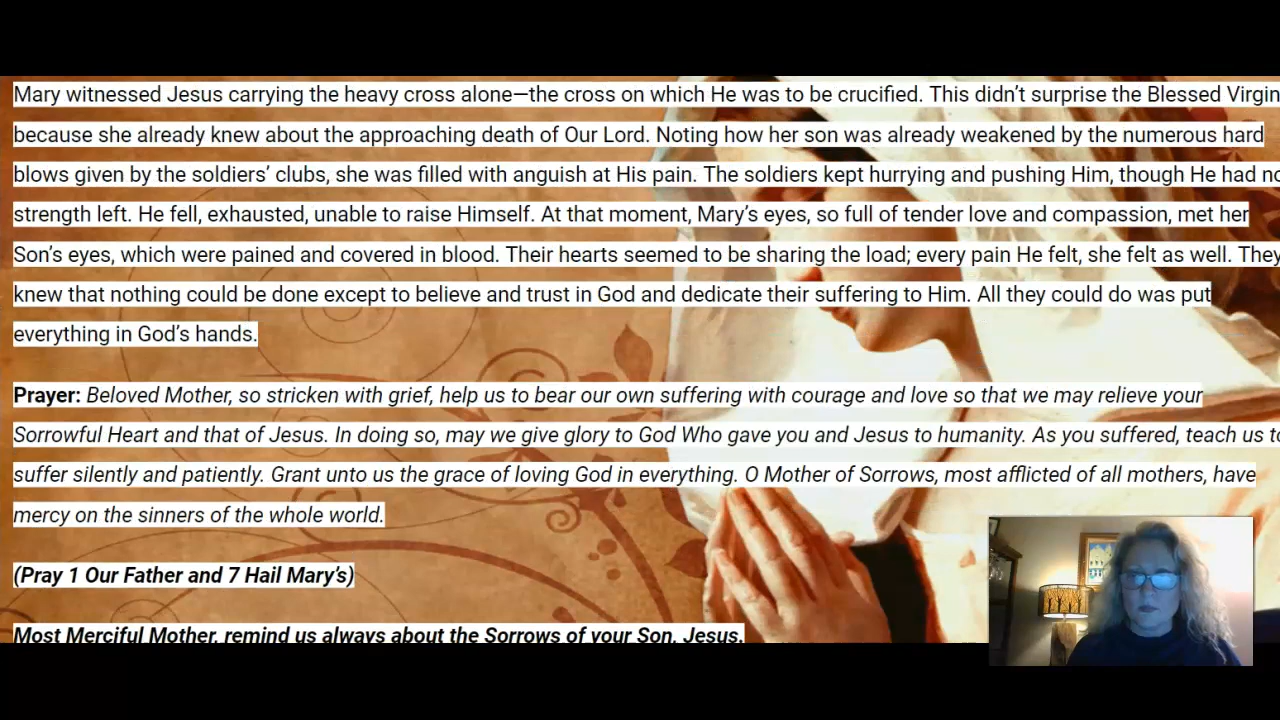 Mary witnessed Jesus carrying the heavy cross alone—the cross on which He was to be crucified. This didn’t surprise the Blessed Virgin
because she already knew about the approaching death of Our Lord. Noting how her son was already weakened by the numerous hard
blows given by the soldiers’ clubs, she was filled with anguish at His pain. The soldiers kept hurrying and pushing Him, though He had no
strength left. He fell, exhausted, unable to raise Himself. At that moment, Mary’s eyes, so full of tender love and compassion, met her
Son’s eyes, which were pained and covered in blood. Their hearts seemed to be sharing the load; every pain He felt, she felt as well. They
knew that nothing could be done except to believe and trust in God and dedicate their suffering to Him. All they could do was put
everything in God’s hands.
Prayer: Beloved Mother, so stricken with grief, help us to bear our own suffering with courage and love so that we may relieve your
Sorrowful Heart and that of Jesus. In doing so, may we give glory to God Who gave you and Jesus to humanity. As you suffered, teach us to
suffer silently and patiently. Grant unto us the grace of loving God in everything. O Mother of Sorrows, most afflicted of all mothers, have
mercy on the sinners of the whole world.
(Pray 1 Our Father and 7 Hail Mary’s)
Most Merciful Mother, remind us always about the Sorrows of your Son, Jesus.